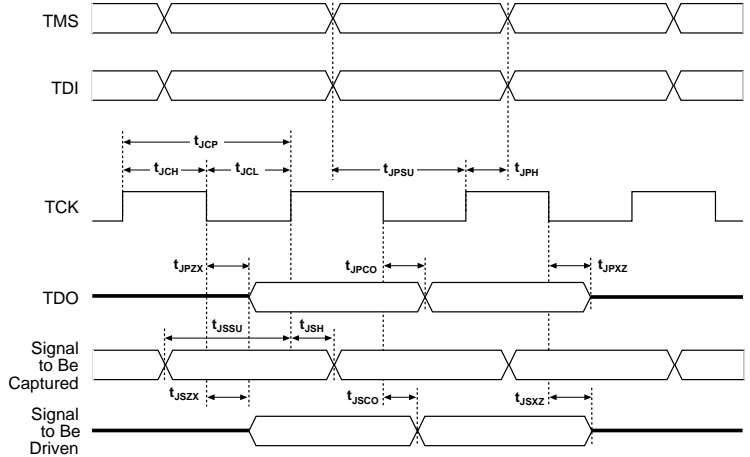 TMS
TDI
tJCP
tJCH tJCL tJPSU tJPH
TCK
tJPZX tJPCO tJPXZ
TDO
tJSSU tJSH
Signal
to Be
Captured
tJSZX tJSCO tJSXZ
Signal
to Be
Driven